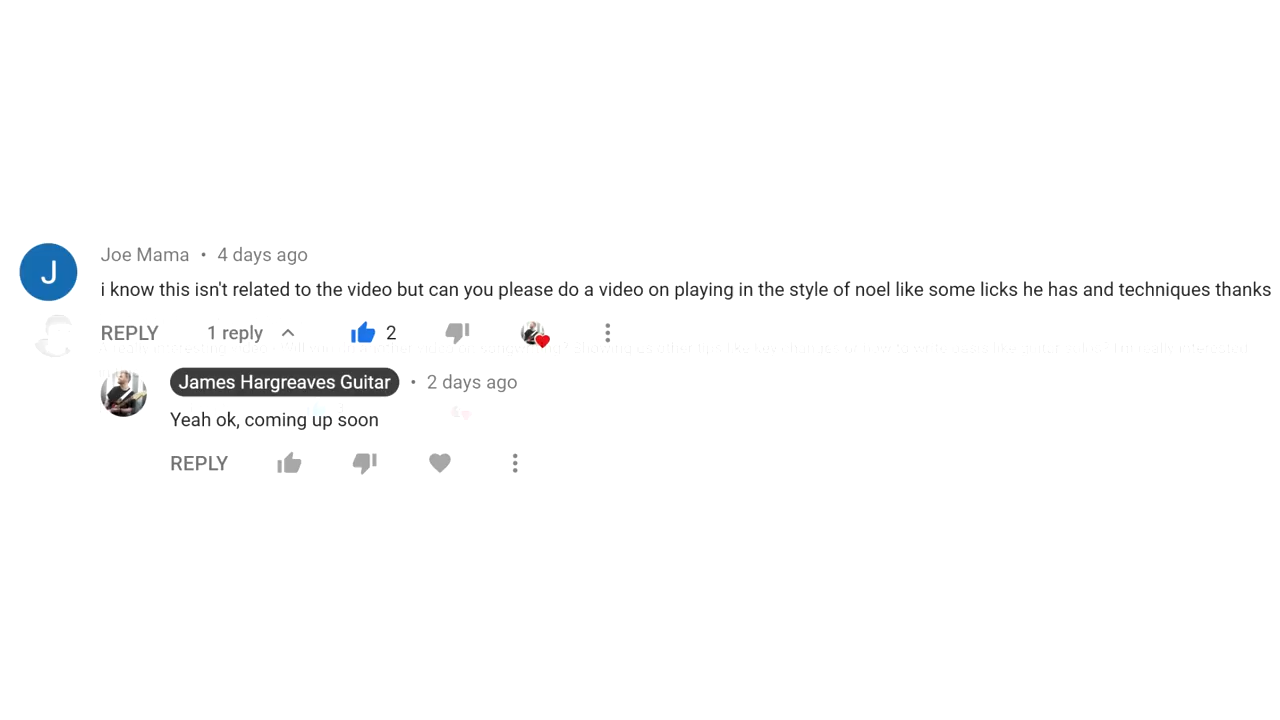 J
Joe Mama • 4 days ago
i know this isn't related to the video but can you please do a video on playing in the style of noel like some licks he has and techniques thanks
REPLY 1 reply 2
James Hargreaves Guitar • 2 days ago
Yeah ok, coming up soon
REPLY